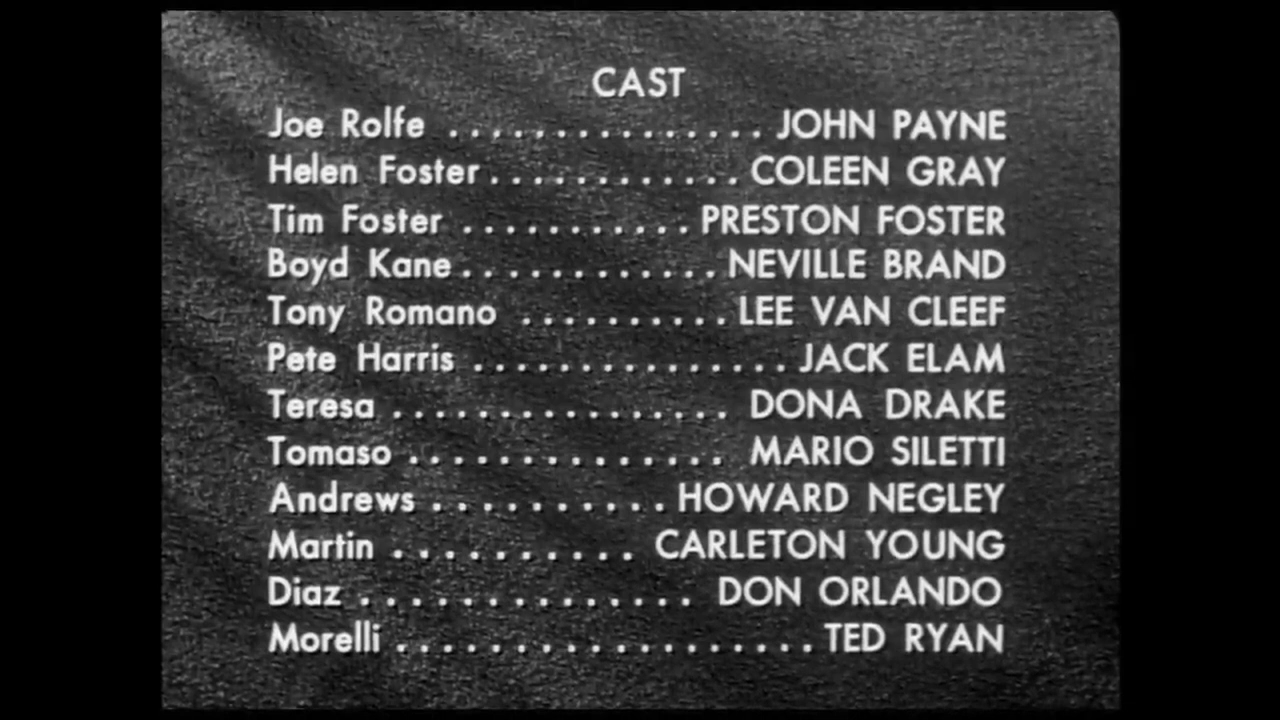 CAST
Joe Rolfe ............... JOHN PAYNE
Helen Foster ............ COLEEN GRAY
Tim Foster ........... PRESTON FOSTER
Boyd Kane ............ NEVILLE BRAND
Tony Romano .......... LEE VAN CLEEF
Pete Harris ............... JACK ELAM
Teresa ................ DONA DRAKE
Tomaso ............... MARIO SILETTI
Andrews ........... HOWARD NEGLEY
Martin ........... CARLETON YOUNG
Diaz ............... DON ORLANDO
Morelli .................... TED RYAN